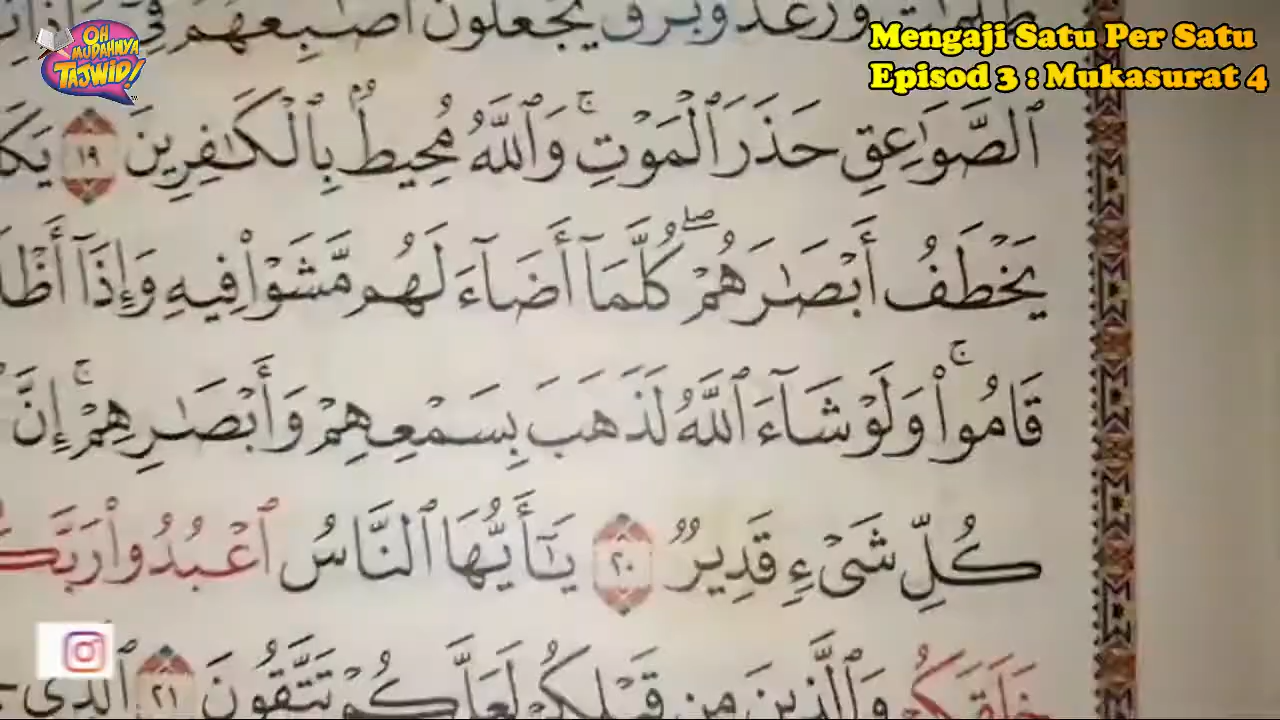 OH MUDAHNYA TAJWID!
Mengaji Satu Per Satu
Episod 3 : Mukasurat 4
وَرَعْدٌ وَبَرْقٌ يَجْعَلُونَ أَصَٰبِعَهُمْ فِىٓ
ٱلصَّوَٰعِقِ حَذَرَ ٱلْمَوْتِ ۚ وَٱللَّهُ مُحِيطٌۢ بِٱلْكَٰفِرِينَ ١٩
يَخْطَفُ أَبْصَٰرَهُمْ ۖ كُلَّمَآ أَضَآءَ لَهُم مَّشَوْا۟ فِيهِ وَإِذَآ
قَامُوا۟ ۚ وَلَوْ شَآءَ ٱللَّهُ لَذَهَبَ بِسَمْعِهِمْ وَأَبْصَٰرِهِمْ ۚ إِنَّ
كُلِّ شَىْءٍ قَدِيرٌ ٢٠ يَٰٓأَيُّهَا ٱلنَّاسُ ٱعْبُدُوا۟
خَلَقَكُمْ وَٱلَّذِينَ مِن قَبْلِكُمْ لَعَلَّكُمْ تَتَّقُونَ ٢١ ٱلَّذِى